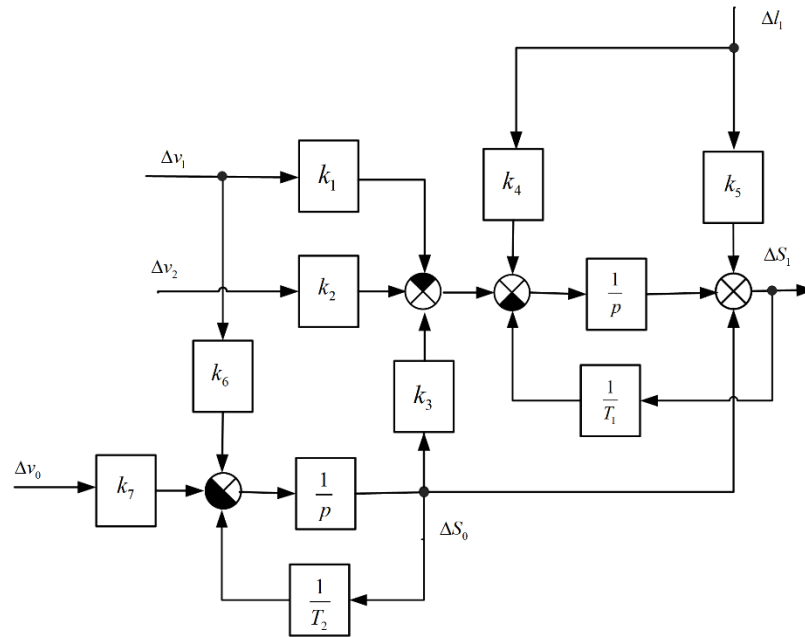 Δl₁
Δv₁
k₁
k₄
k₅
Δv₂
k₂
1/p
ΔS₁
k₆
k₃
1/T₁
Δv₀
k₇
1/p
ΔS₀
1/T₂